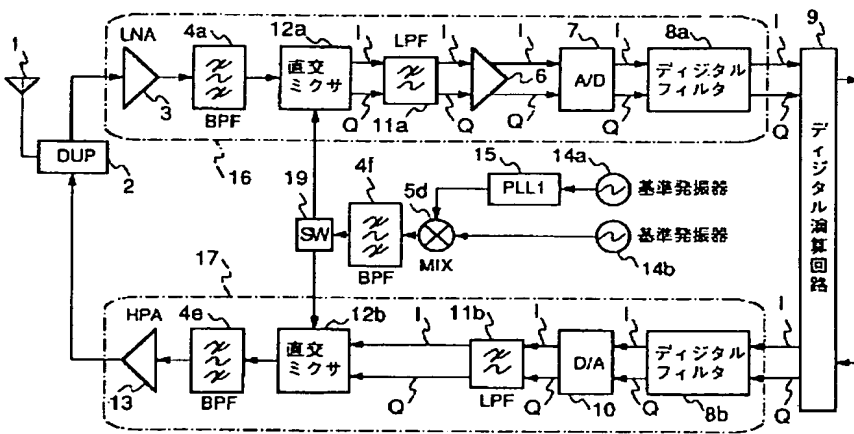 1
LNA
3
4a
BPF
12a
直交
ミクサ
I
Q
LPF
11a
I
Q
6
I
Q
7
A/D
I
Q
8a
ディジタル
フィルタ
I
Q
9
ディジタル演算回路
DUP
2
16
19
SW
4f
BPF
5d
MIX
15
PLL1
14a
基準発振器
基準発振器
14b
17
HPA
13
4e
BPF
12b
直交
ミクサ
I
Q
11b
LPF
I
Q
D/A
10
I
Q
ディジタル
フィルタ
8b
I
Q